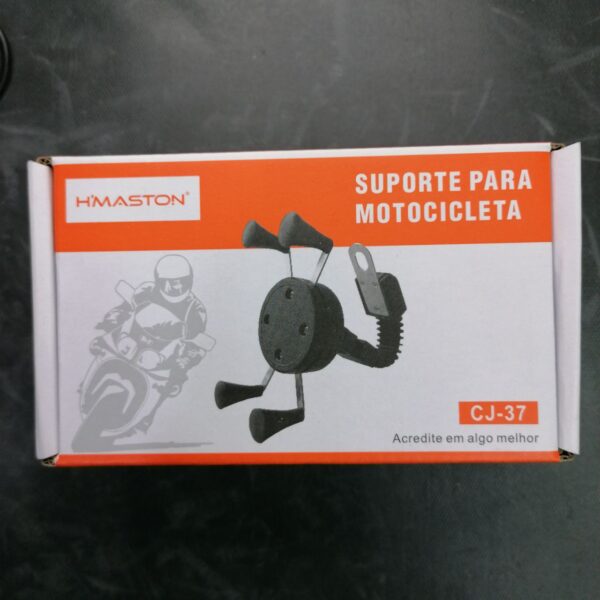 H'MASTON®
SUPORTE PARA
MOTOCICLETA
CJ-37
Acredite em algo melhor